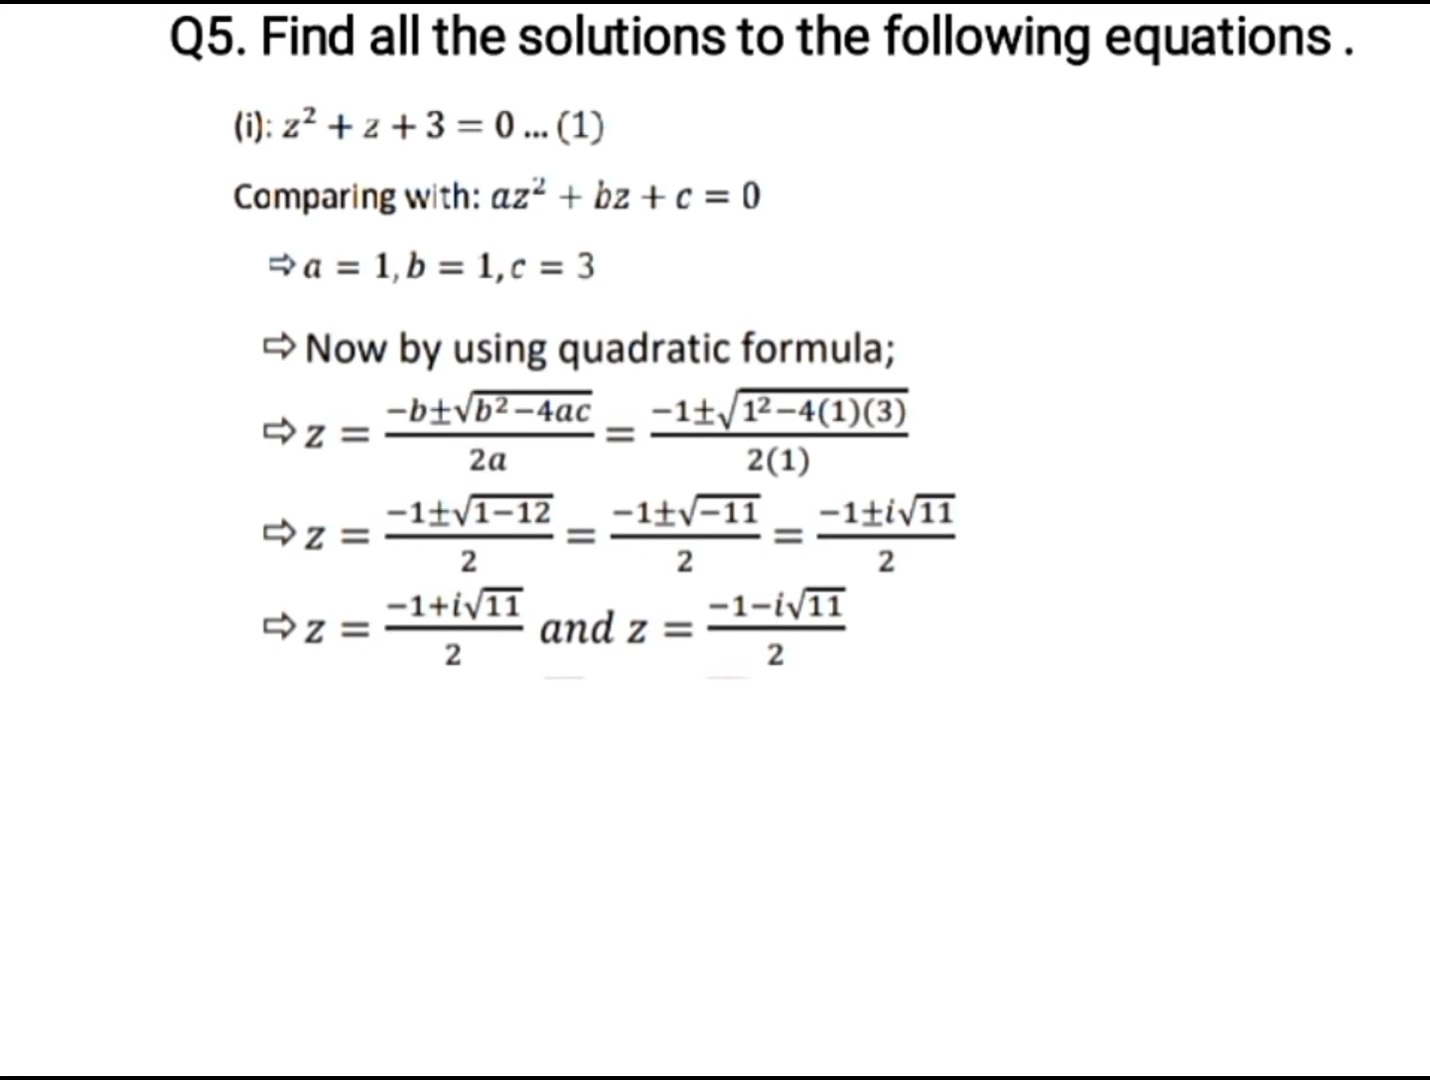 Q5. Find all the solutions to the following equations .
(i): z² + z + 3 = 0 ... (1)
Comparing with: az² + bz + c = 0
⇨ a = 1, b = 1, c = 3
⇨ Now by using quadratic formula;
⇨ z = (−b±√(b²−4ac))/(2a) = (−1±√(1²−4(1)(3)))/(2(1))
⇨ z = (−1±√(1−12))/2 = (−1±√(−11))/2 = (−1±i√11)/2
⇨ z = (−1+i√11)/2 and z = (−1−i√11)/2